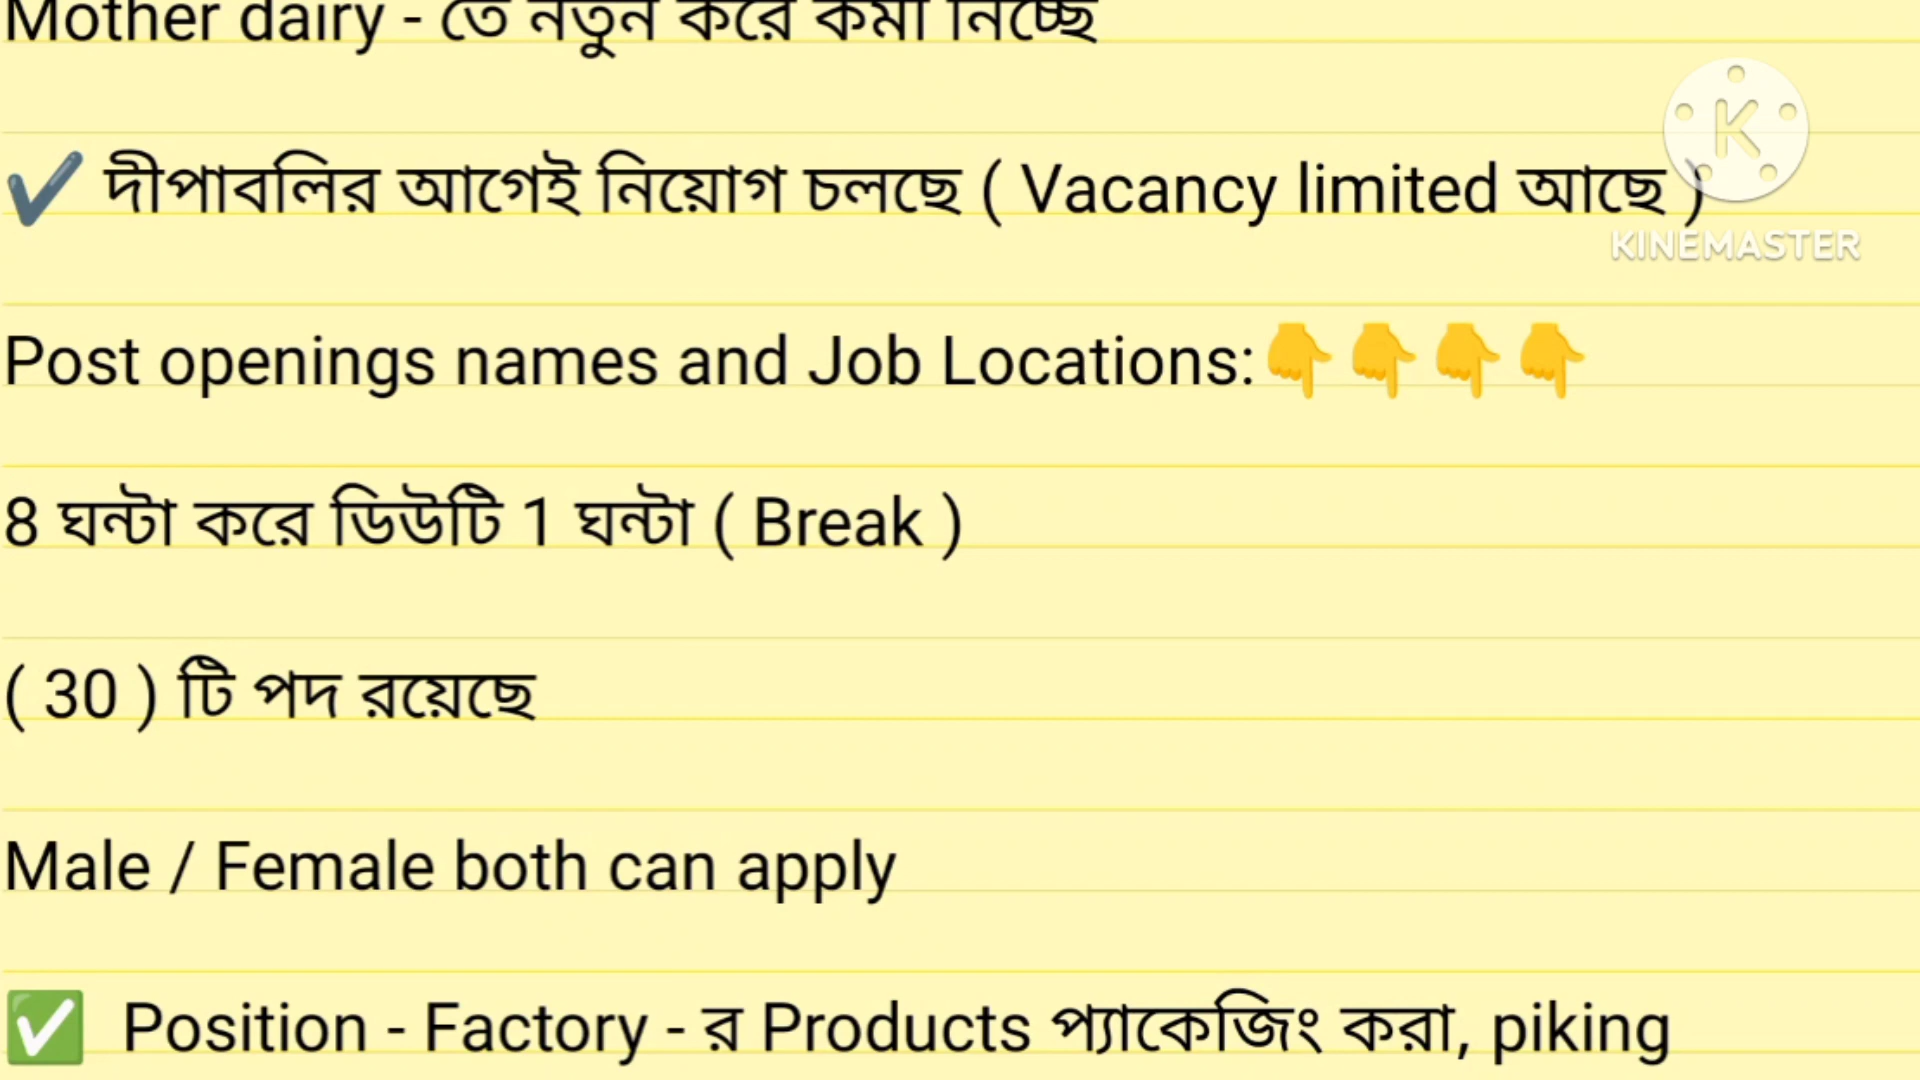 Mother dairy - তে নতুন করে কর্মী নিচ্ছে
✔️ দীপাবলির আগেই নিয়োগ চলছে ( Vacancy limited আছে )
KINEMASTER
Post openings names and Job Locations:👇👇👇👇
8 ঘন্টা করে ডিউটি 1 ঘন্টা ( Break )
( 30 ) টি পদ রয়েছে
Male / Female both can apply
✅ Position - Factory - র Products প্যাকেজিং করা, piking